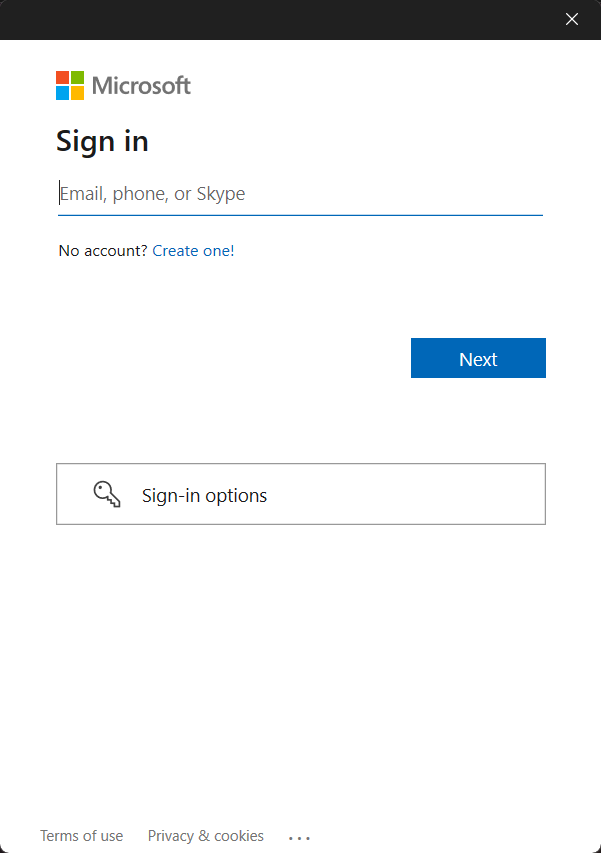 Microsoft
Sign in
Email, phone, or Skype
No account? Create one!
Next
Sign-in options
Terms of use Privacy & cookies ...